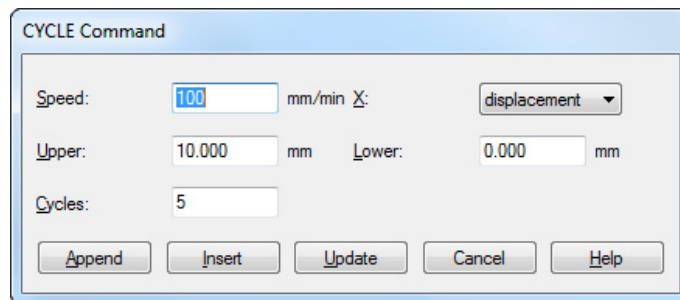 CYCLE Command
Speed: 100 mm/min X: displacement
Upper: 10.000 mm Lower: 0.000 mm
Cycles: 5
Append Insert Update Cancel Help